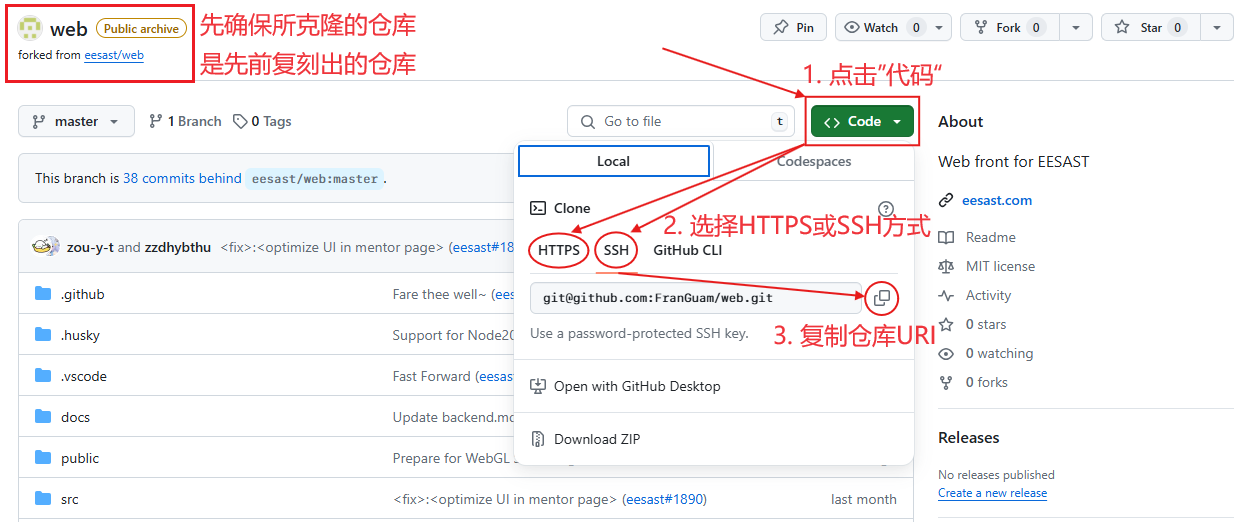 web Public archive
先确保所克隆的仓库
Pin Watch 0 Fork 0 Star 0
forked from eesast/web
是先前复刻出的仓库
1. 点击”代码“
master 1 Branch 0 Tags
Go to file t
Code
About
Local Codespaces
Web front for EESAST
This branch is 38 commits behind eesast/web:master .
eesast.com
Clone
2. 选择HTTPS或SSH方式
zou-y-t and zzdhybthu <fix>:<optimize UI in mentor page> (eesast#18
HTTPS SSH GitHub CLI
Readme
MIT license
.github Fare thee well~ (ees
git@github.com:FranGuam/web.git
Activity
3. 复制仓库URI
0 stars
.husky Support for Node20
Use a password-protected SSH key.
0 watching
.vscode Fast Forward (eesast
Open with GitHub Desktop
0 forks
docs Update backend.md
Download ZIP
Releases
public Prepare for WebGL
No releases published
Create a new release
src <fix>:<optimize UI in mentor page> (eesast#1890) last month